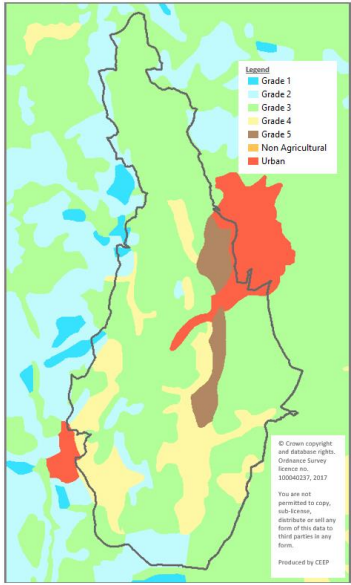 Legend
Grade 1
Grade 2
Grade 3
Grade 4
Grade 5
Non Agricultural
Urban
© Crown copyright
and database rights.
Ordnance Survey
licence no.
100040237, 2017
You are not
permitted to copy,
sub-license,
distribute or sell any
form of this data to
third parties in any
form.
Produced by CEEP